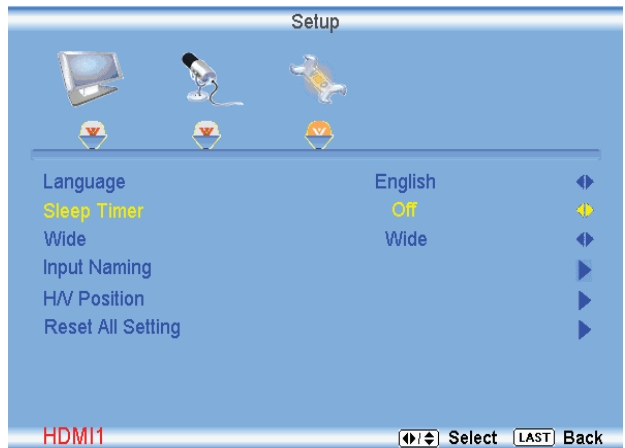 Setup
Language English
Sleep Timer Off
Wide Wide
Input Naming
H/V Position
Reset All Setting
HDMI1 Select LAST Back